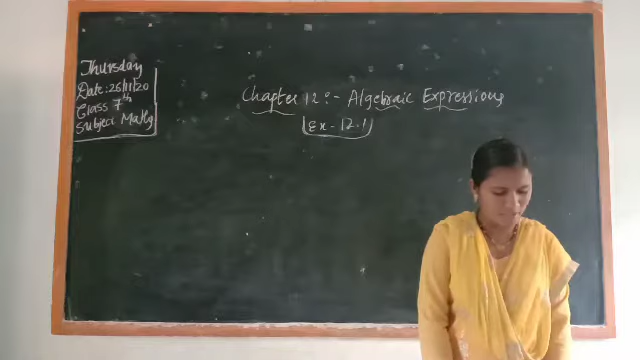 Thursday
Date: 26/11/20
Class 7th
Subject Maths
Chapter 12:- Algebraic Expressions
Ex-12.1